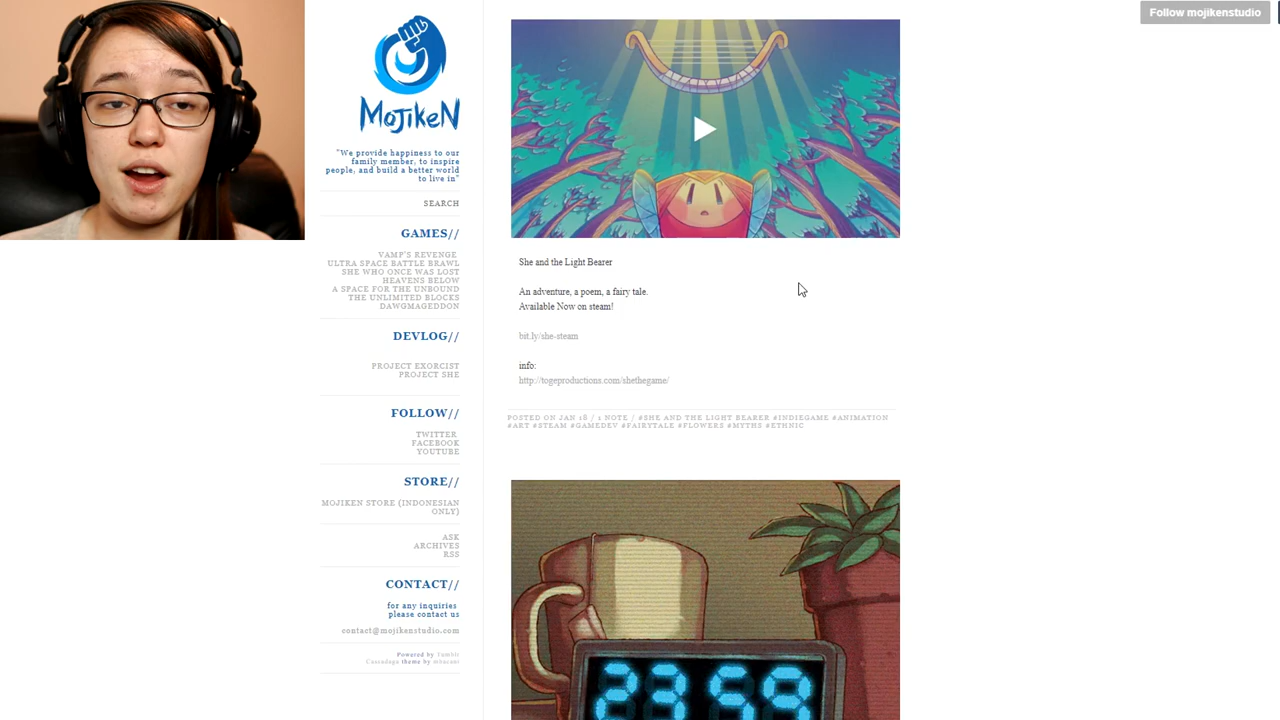 Follow mojikenstudio
MojikeN
"We provide happiness to our
family member, to inspire
people, and build a better world
to live in"
SEARCH
GAMES//
VAMP'S REVENGE
ULTRA SPACE BATTLE BRAWL
SHE WHO ONCE WAS LOST
HEAVENS BELOW
A SPACE FOR THE UNBOUND
THE UNLIMITED BLOCKS
DAWGMAGEDDON
DEVLOG//
PROJECT EXORCIST
PROJECT SHE
FOLLOW//
TWITTER
FACEBOOK
YOUTUBE
STORE//
MOJIKEN STORE (INDONESIAN
ONLY)
ASK
ARCHIVES
RSS
CONTACT//
for any inquiries
please contact us
contact@mojikenstudio.com
Powered by Tumblr
theme by
She and the Light Bearer
An adventure, a poem, a fairy tale.
Available Now on steam!
bit.ly/she-steam
info:
http://togeproductions.com/shethegame/
POSTED ON JAN 18 / 1 NOTE / #SHE AND THE LIGHT BEARER #INDIEGAME #ANIMATION
#ART #STEAM #GAMEDEV #FAIRYTALE #FLOWERS #MYTHS #ETHNIC
23 59